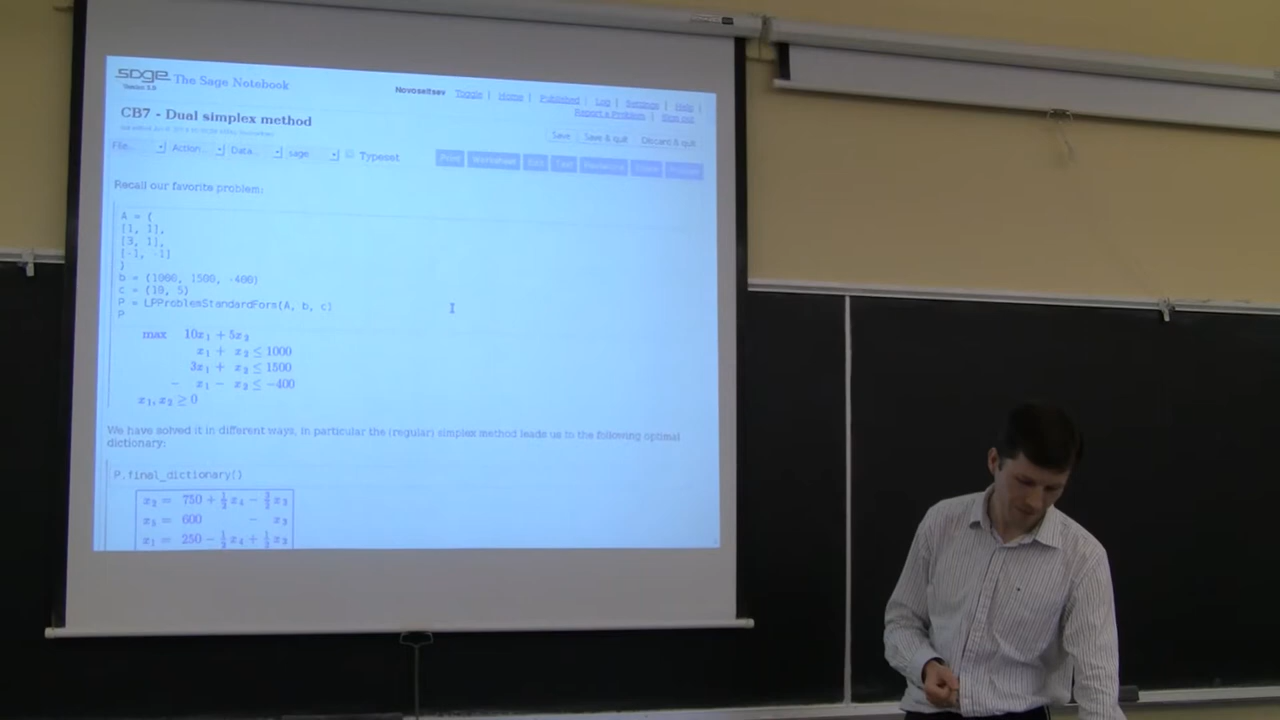 sage The Sage Notebook
Novoseltsev Toggle | Home | Published | Log | Settings | Help |
Report a Problem | Sign out
CB7 - Dual simplex method
Save Save & quit Discard & quit
File... Action... Data... sage Typeset
Print Worksheet Edit Text
Recall our favorite problem:
A = (
[1, 1],
[3, 1],
[-1, -1]
)
b = (1000, 1500, -400)
c = (10, 5)
P = LPProblemStandardForm(A, b, c)
P
max 10x₁ + 5x₂
x₁ + x₂ ≤ 1000
3x₁ + x₂ ≤ 1500
- x₁ - x₂ ≤ -400
x₁, x₂ ≥ 0
We have solved it in different ways, in particular the (regular) simplex method leads us to the following optimal
dictionary:
P.final_dictionary()
x₂ = 750 + ½ x₄ - 3/2 x₃
x₅ = 600 - x₃
x₁ = 250 - ½ x₄ + ½ x₃